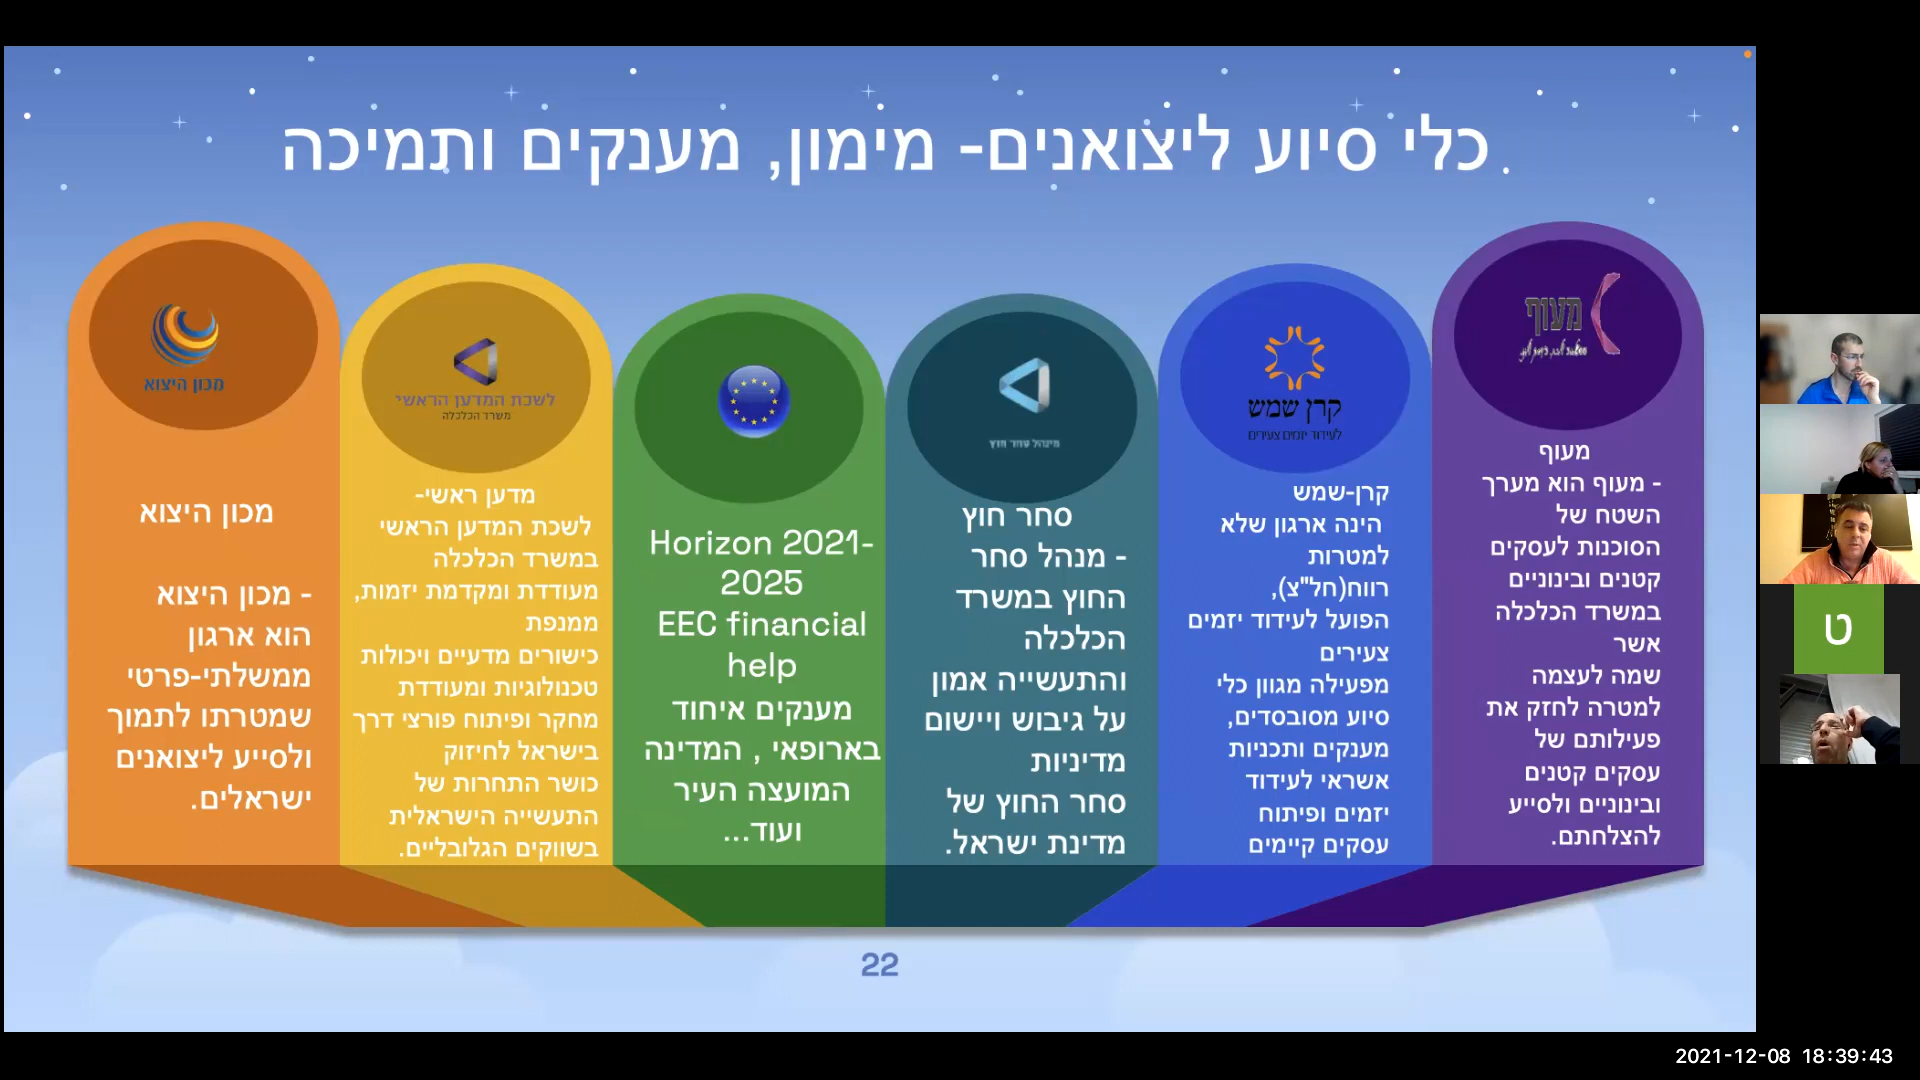 כלי סיוע ליצואנים- מימון, מענקים ותמיכה
מעוף
מעוף
- מעוף הוא מערך
השטח של
הסוכנות לעסקים
קטנים ובינוניים
במשרד הכלכלה
אשר
שמה לעצמה
למטרה לחזק את
פעילותם של
עסקים קטנים
ובינוניים ולסייע
להצלחתם.
קרן שמש
לעידוד יזמים צעירים
קרן-שמש
הינה ארגון שלא
למטרות
רווח(חל"צ),
הפועל לעידוד יזמים
צעירים
מפעילה מגוון כלי
סיוע מסובסדים,
מענקים ותכניות
אשראי לעידוד
יזמים ופיתוח
עסקים קיימים
מינהל סחר חוץ
סחר חוץ
- מנהל סחר
החוץ במשרד
הכלכלה
והתעשייה אמון
על גיבוש ויישום
מדיניות
סחר החוץ של
מדינת ישראל.
Horizon 2021-
2025
EEC financial
help
מענקים איחוד
בארופאי , המדינה
המועצה העיר
ועוד...
לשכת המדען הראשי
משרד הכלכלה
מדען ראשי-
לשכת המדען הראשי
במשרד הכלכלה
מעודדת ומקדמת יזמות,
ממנפת
כישורים מדעיים ויכולות
טכנולוגיות ומעודדת
מחקר ופיתוח פורצי דרך
בישראל לחיזוק
כושר התחרות של
התעשייה הישראלית
בשווקים הגלובליים.
מכון היצוא
מכון היצוא
- מכון היצוא
הוא ארגון
ממשלתי-פרטי
שמטרתו לתמוך
ולסייע ליצואנים
ישראלים.
22
ט
2021-12-08 18:39:43